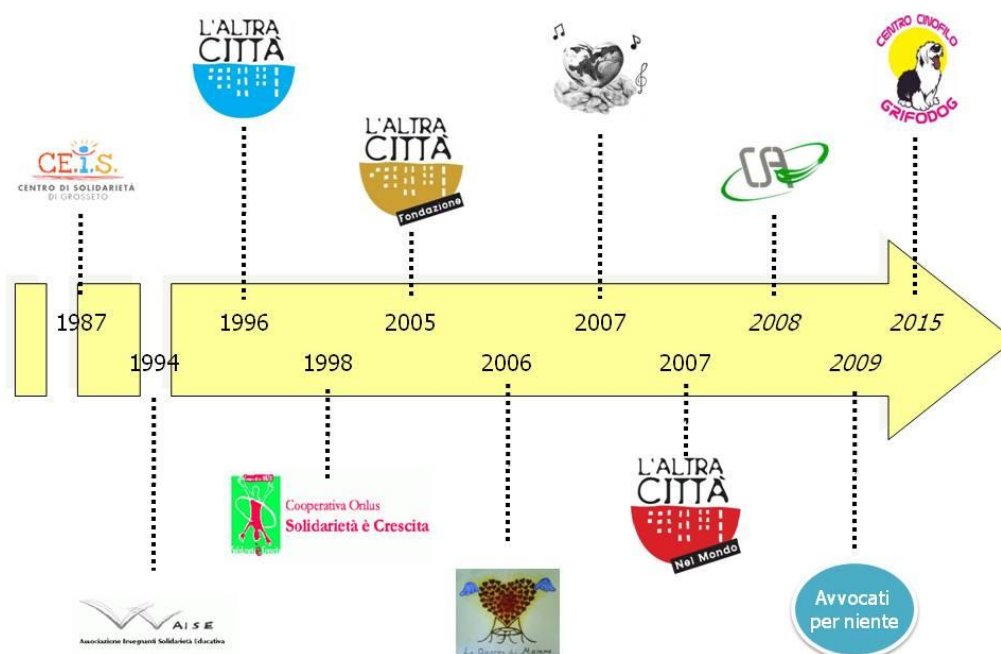 L'ALTRA
CITTÀ
CENTRO CINOFILO
GRIFODOG
CE.i.S.
CENTRO DI SOLIDARIETÀ
DI GROSSETO
L'ALTRA
CITTÀ
Fondazione
CSA
1987
1996
2005
2007
2008
2015
1994
1998
2006
2007
2009
Cooperativa Onlus
Solidarietà è Crescita
L'ALTRA
CITTÀ
Nel Mondo
AISE
Associazione Insegnanti Solidarietà Educativa
Avvocati
per niente